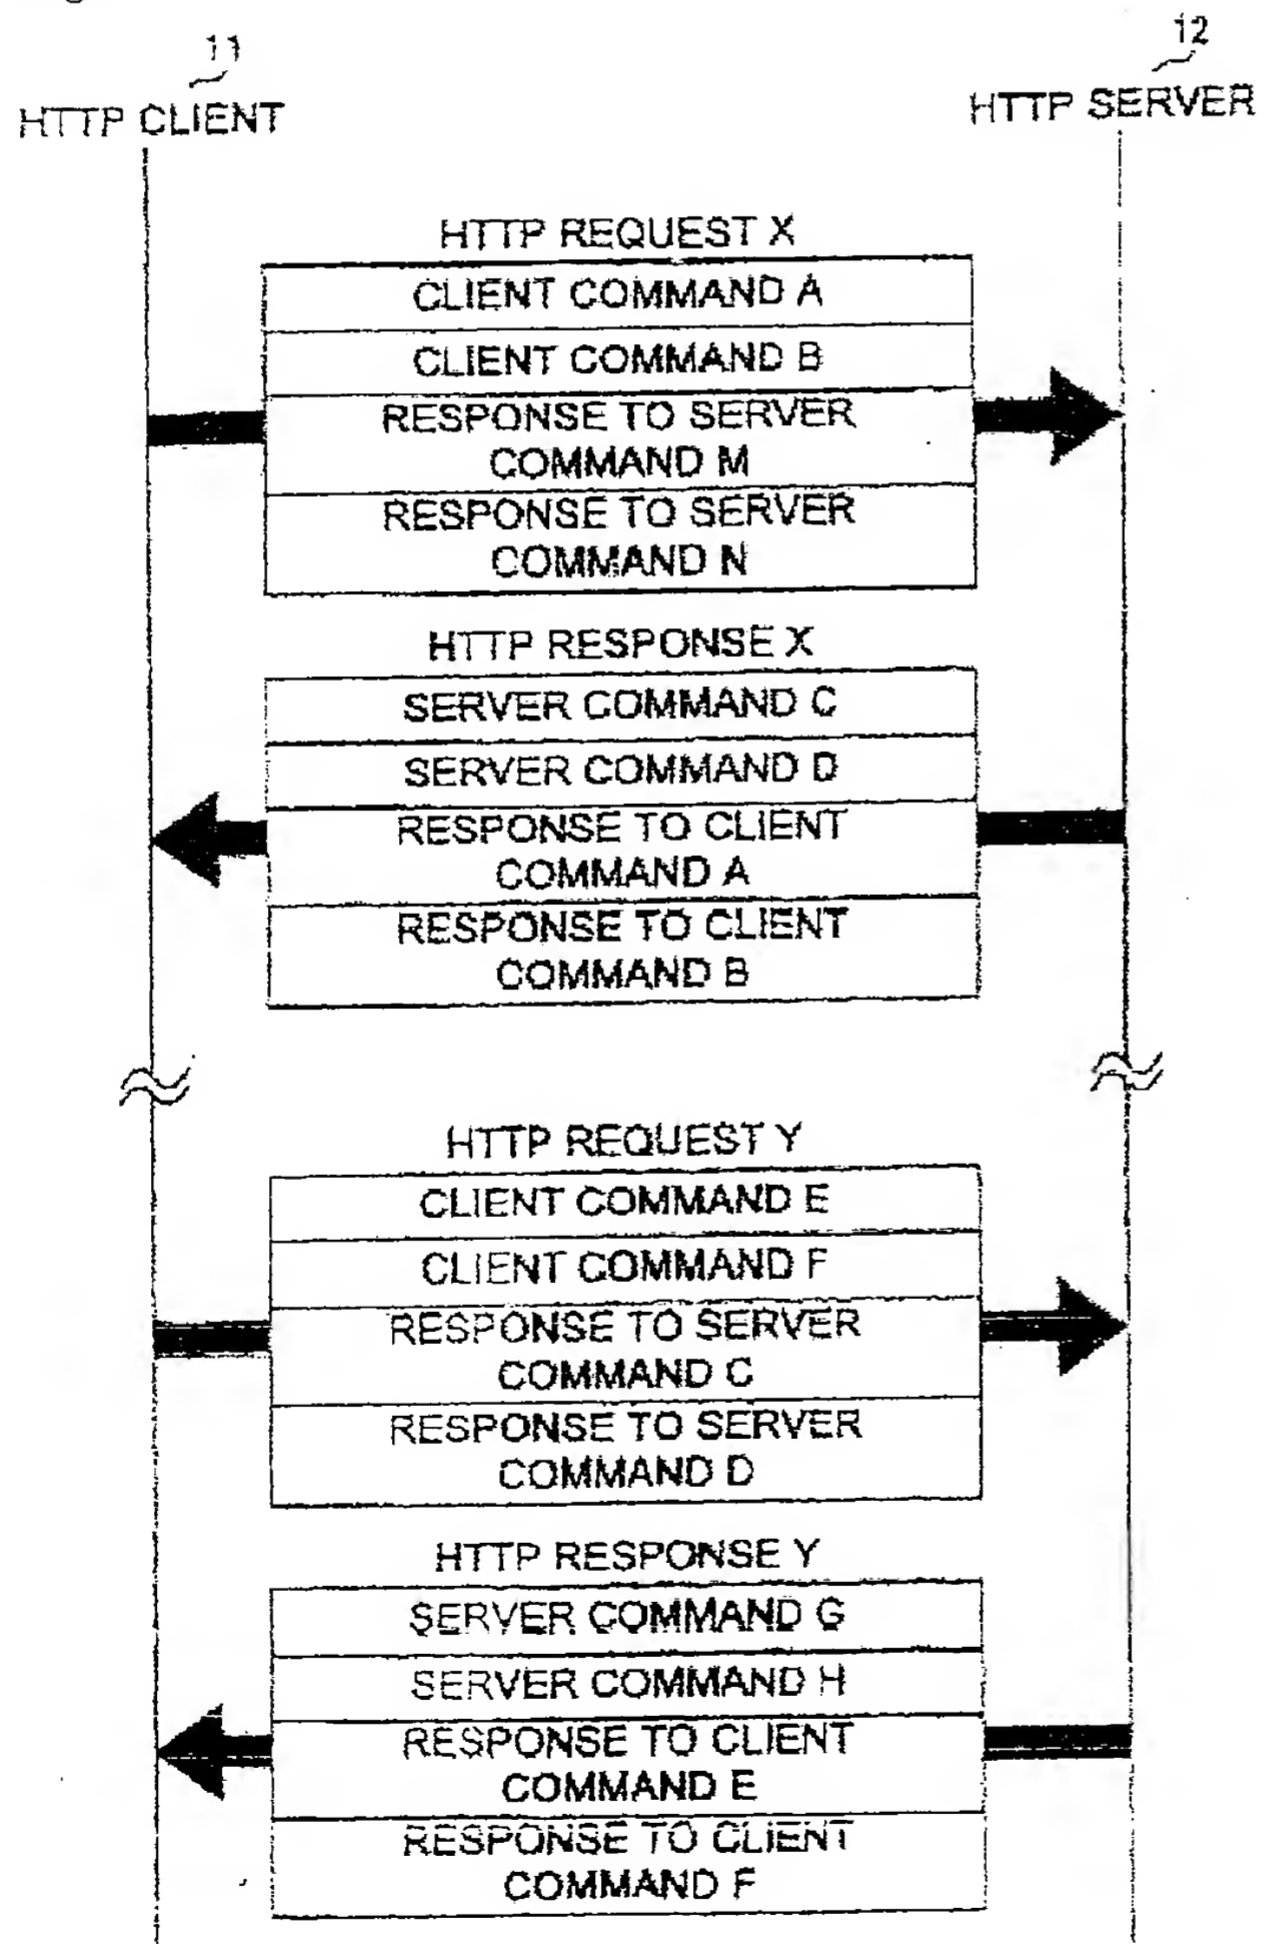 11
12
HTTP CLIENT
HTTP SERVER
HTTP REQUEST X
CLIENT COMMAND A
CLIENT COMMAND B
RESPONSE TO SERVER
COMMAND M
RESPONSE TO SERVER
COMMAND N
HTTP RESPONSE X
SERVER COMMAND C
SERVER COMMAND D
RESPONSE TO CLIENT
COMMAND A
RESPONSE TO CLIENT
COMMAND B
HTTP REQUEST Y
CLIENT COMMAND E
CLIENT COMMAND F
RESPONSE TO SERVER
COMMAND C
RESPONSE TO SERVER
COMMAND D
HTTP RESPONSE Y
SERVER COMMAND G
SERVER COMMAND H
RESPONSE TO CLIENT
COMMAND E
RESPONSE TO CLIENT
COMMAND F